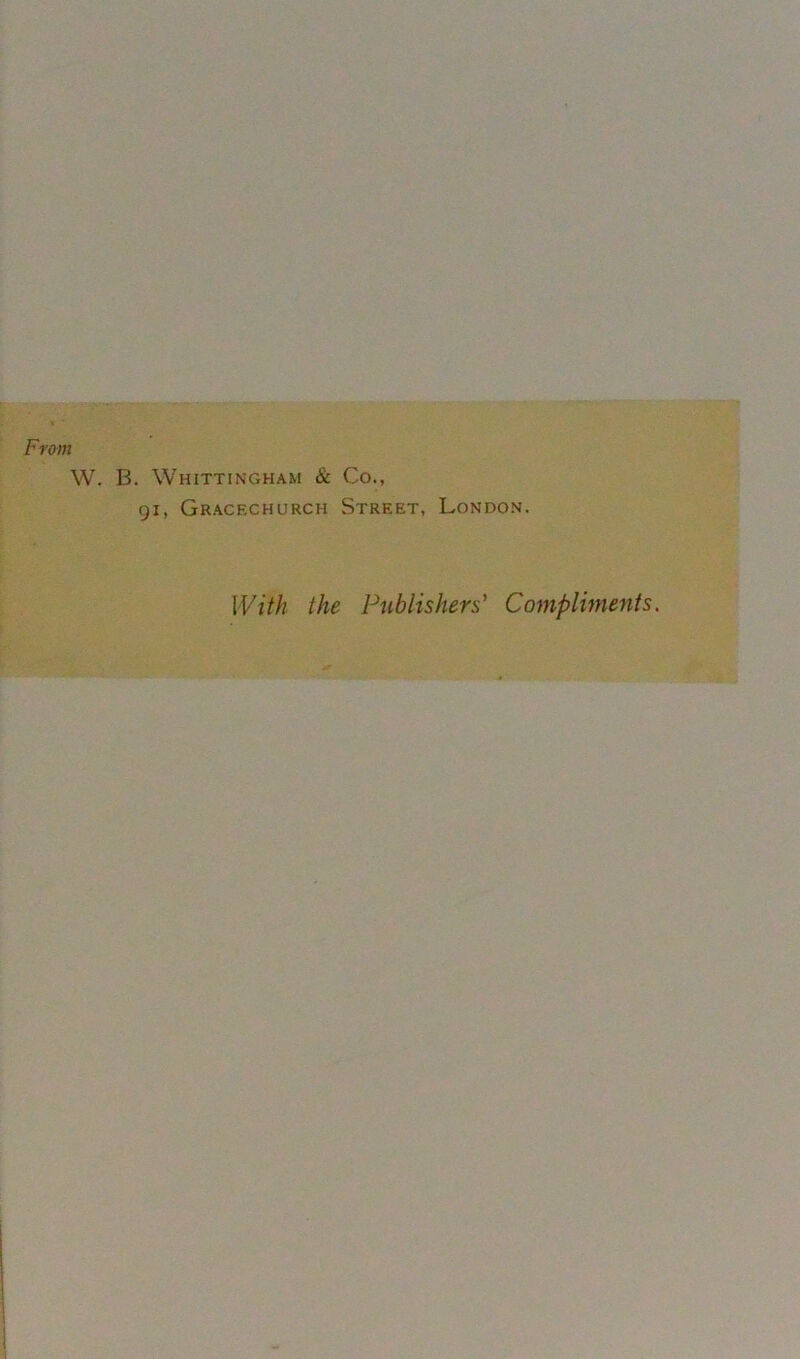 From
W. B. Whittingham & Co.,
91, Gracechurch Street, London.
With the Publishers' Compliments.